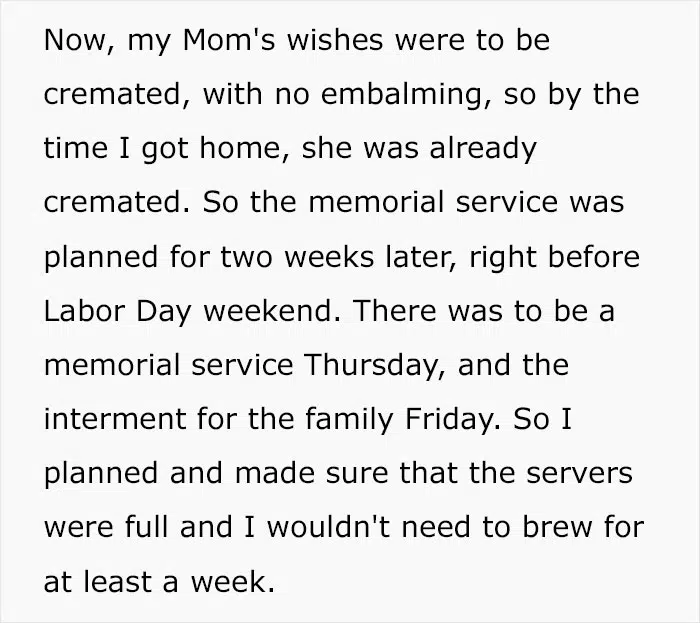 Now, my Mom's wishes were to be
cremated, with no embalming, so by the
time I got home, she was already
cremated. So the memorial service was
planned for two weeks later, right before
Labor Day weekend. There was to be a
memorial service Thursday, and the
interment for the family Friday. So I
planned and made sure that the servers
were full and I wouldn't need to brew for
at least a week.